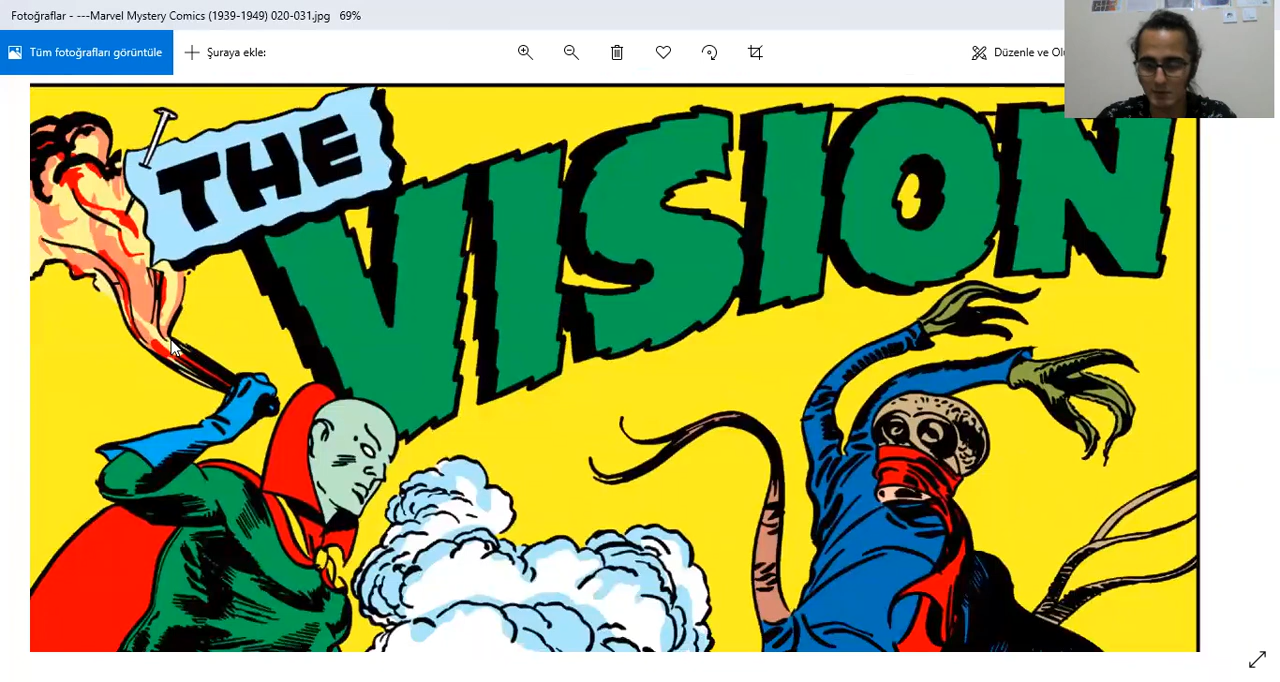 Fotoğraflar - ---Marvel Mystery Comics (1939-1949) 020-031.jpg 69%
Tüm fotoğrafları görüntüle
Şuraya ekle:
Düzenle ve Olu
THE
VISION